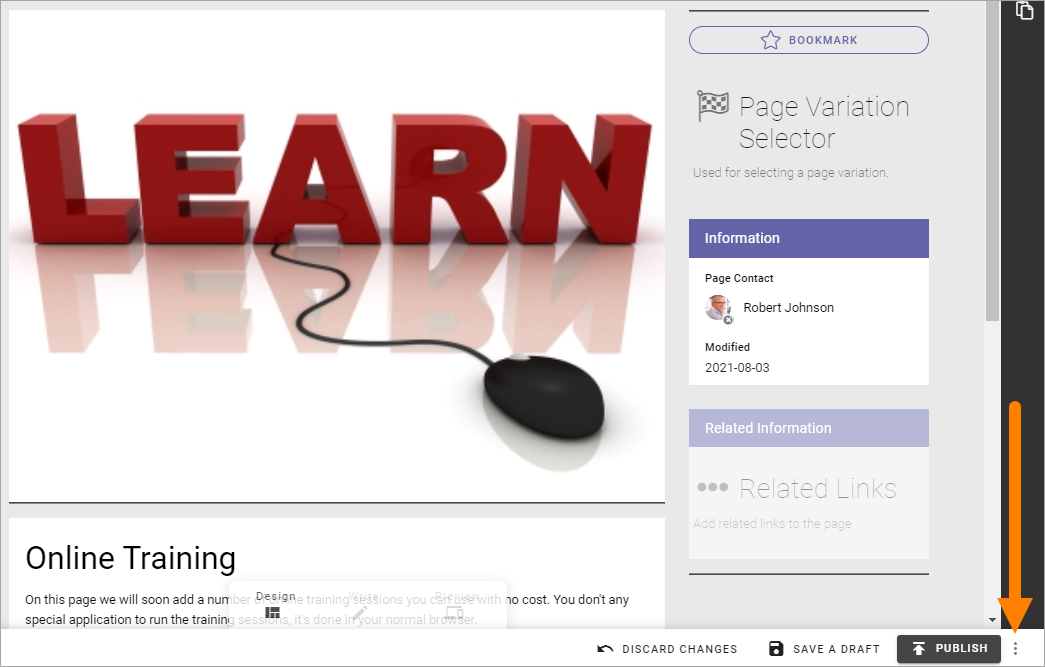 LEARN
Online Training
On this page we will soon add a number of online training sessions you can use with no cost. You don't any
special application to run the training sessions, it's done in your normal browser.
Design
Write
Preview
BOOKMARK
Page Variation
Selector
Used for selecting a page variation.
Information
Page Contact
Robert Johnson
Modified
2021-08-03
Related Information
Related Links
Add related links to the page
DISCARD CHANGES
SAVE A DRAFT
PUBLISH